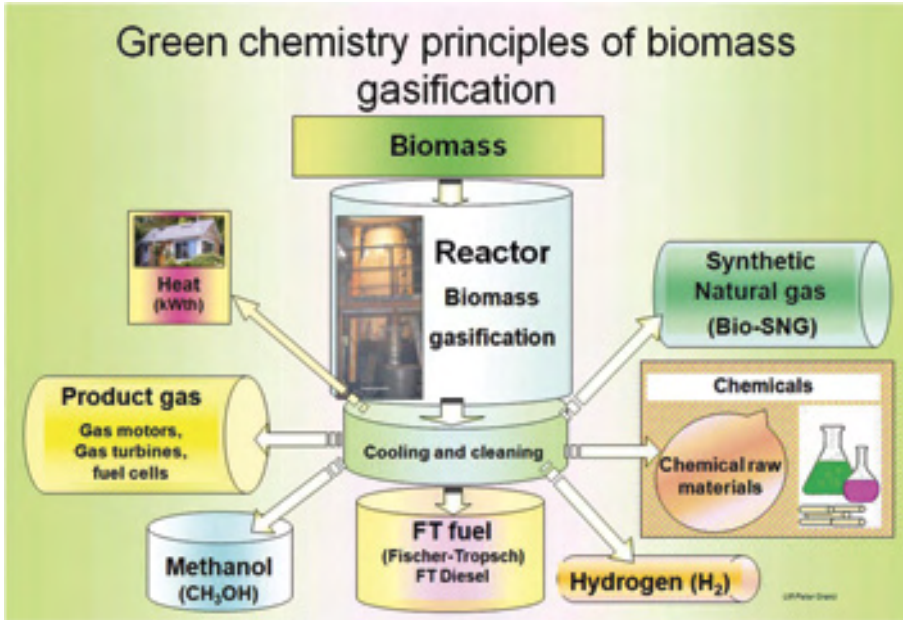 Green chemistry principles of biomass
gasification
Biomass
Reactor
Biomass
gasification
Heat
(kWth)
Synthetic
Natural gas
(Bio-SNG)
Product gas
Gas motors,
Gas turbines,
fuel cells
Cooling and cleaning
Chemicals
Chemical raw
materials
Methanol
(CH₃OH)
FT fuel
(Fischer-Tropsch)
FT Diesel
Hydrogen (H₂)